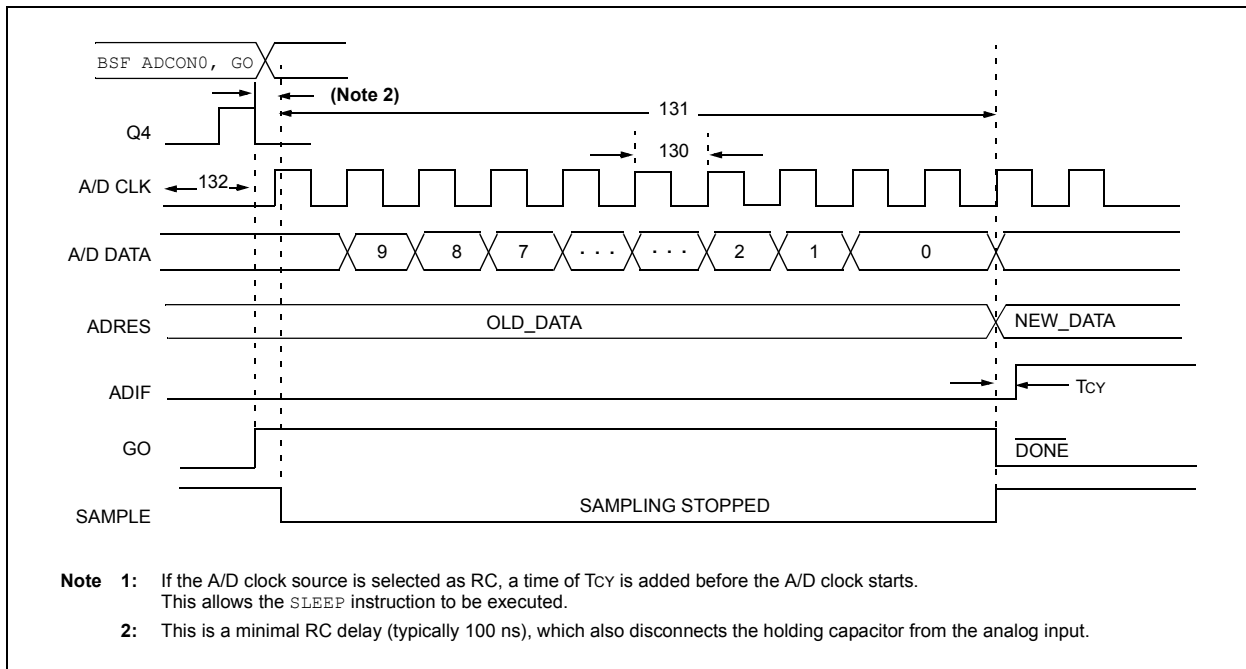 BSF ADCON0, GO
(Note 2)
131
Q4
130
A/D CLK
132
A/D DATA
9 8 7 . . . . . . 2 1 0
ADRES
OLD_DATA
NEW_DATA
ADIF
TCY
GO
DONE
SAMPLE
SAMPLING STOPPED
Note 1: If the A/D clock source is selected as RC, a time of TCY is added before the A/D clock starts.
This allows the SLEEP instruction to be executed.
2: This is a minimal RC delay (typically 100 ns), which also disconnects the holding capacitor from the analog input.